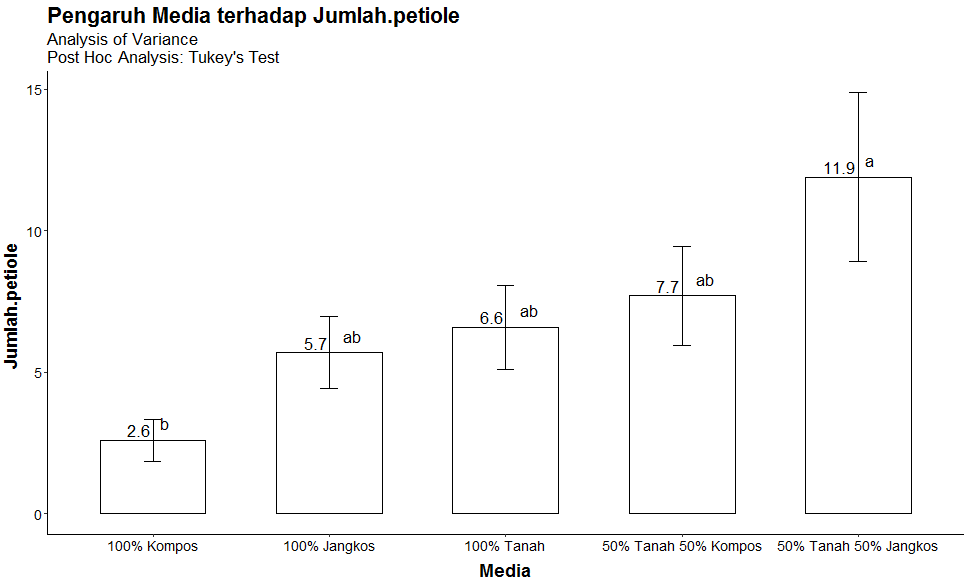 Pengaruh Media terhadap Jumlah.petiole
Analysis of Variance
Post Hoc Analysis: Tukey's Test
Jumlah.petiole
15
10
5
0
2.6 b
5.7 ab
6.6 ab
7.7 ab
11.9 a
100% Kompos 100% Jangkos 100% Tanah 50% Tanah 50% Kompos 50% Tanah 50% Jangkos
Media